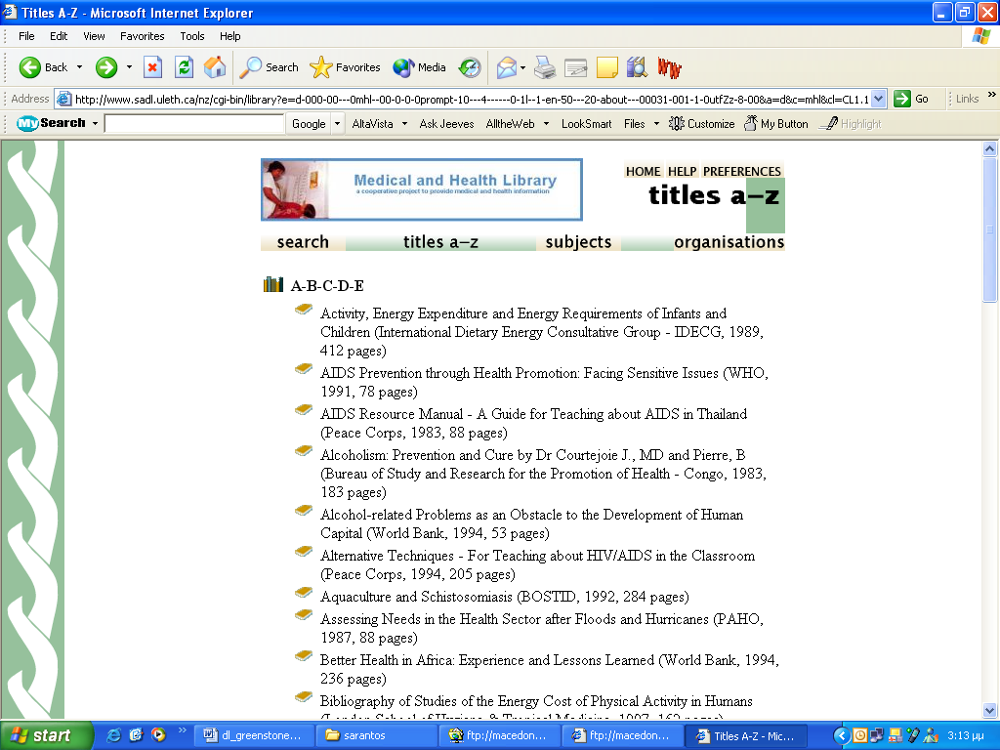 Titles A-Z - Microsoft Internet Explorer
File Edit View Favorites Tools Help
Back Search Favorites Media
Address http://www.sadl.uleth.ca/nz/cgi-bin/library?e=d-000-00---0mhl--00-0-0-0prompt-10---4------0-1l--1-en-50---20-about---00031-001-1-0utfZz-8-00&a=d&c=mhl&cl=CL1.1 Go Links »
My Search Google AltaVista Ask Jeeves AlltheWeb LookSmart Files Customize My Button Highlight
Medical and Health Library
a cooperative project to provide medical and health information
HOME HELP PREFERENCES
titles a–z
search titles a–z subjects organisations
A-B-C-D-E
Activity, Energy Expenditure and Energy Requirements of Infants and
Children (International Dietary Energy Consultative Group - IDECG, 1989,
412 pages)
AIDS Prevention through Health Promotion: Facing Sensitive Issues (WHO,
1991, 78 pages)
AIDS Resource Manual - A Guide for Teaching about AIDS in Thailand
(Peace Corps, 1983, 88 pages)
Alcoholism: Prevention and Cure by Dr Courtejoie J., MD and Pierre, B
(Bureau of Study and Research for the Promotion of Health - Congo, 1983,
183 pages)
Alcohol-related Problems as an Obstacle to the Development of Human
Capital (World Bank, 1994, 53 pages)
Alternative Techniques - For Teaching about HIV/AIDS in the Classroom
(Peace Corps, 1994, 205 pages)
Aquaculture and Schistosomiasis (BOSTID, 1992, 284 pages)
Assessing Needs in the Health Sector after Floods and Hurricanes (PAHO,
1987, 88 pages)
Better Health in Africa: Experience and Lessons Learned (World Bank, 1994,
236 pages)
Bibliography of Studies of the Energy Cost of Physical Activity in Humans
(London School of Hygiene & Tropical Medicine, 1997, 162 pages)
start » dl_greenstone... sarantos ftp://macedon... ftp://macedon... Titles A-Z - Mic... 3:13 μμ